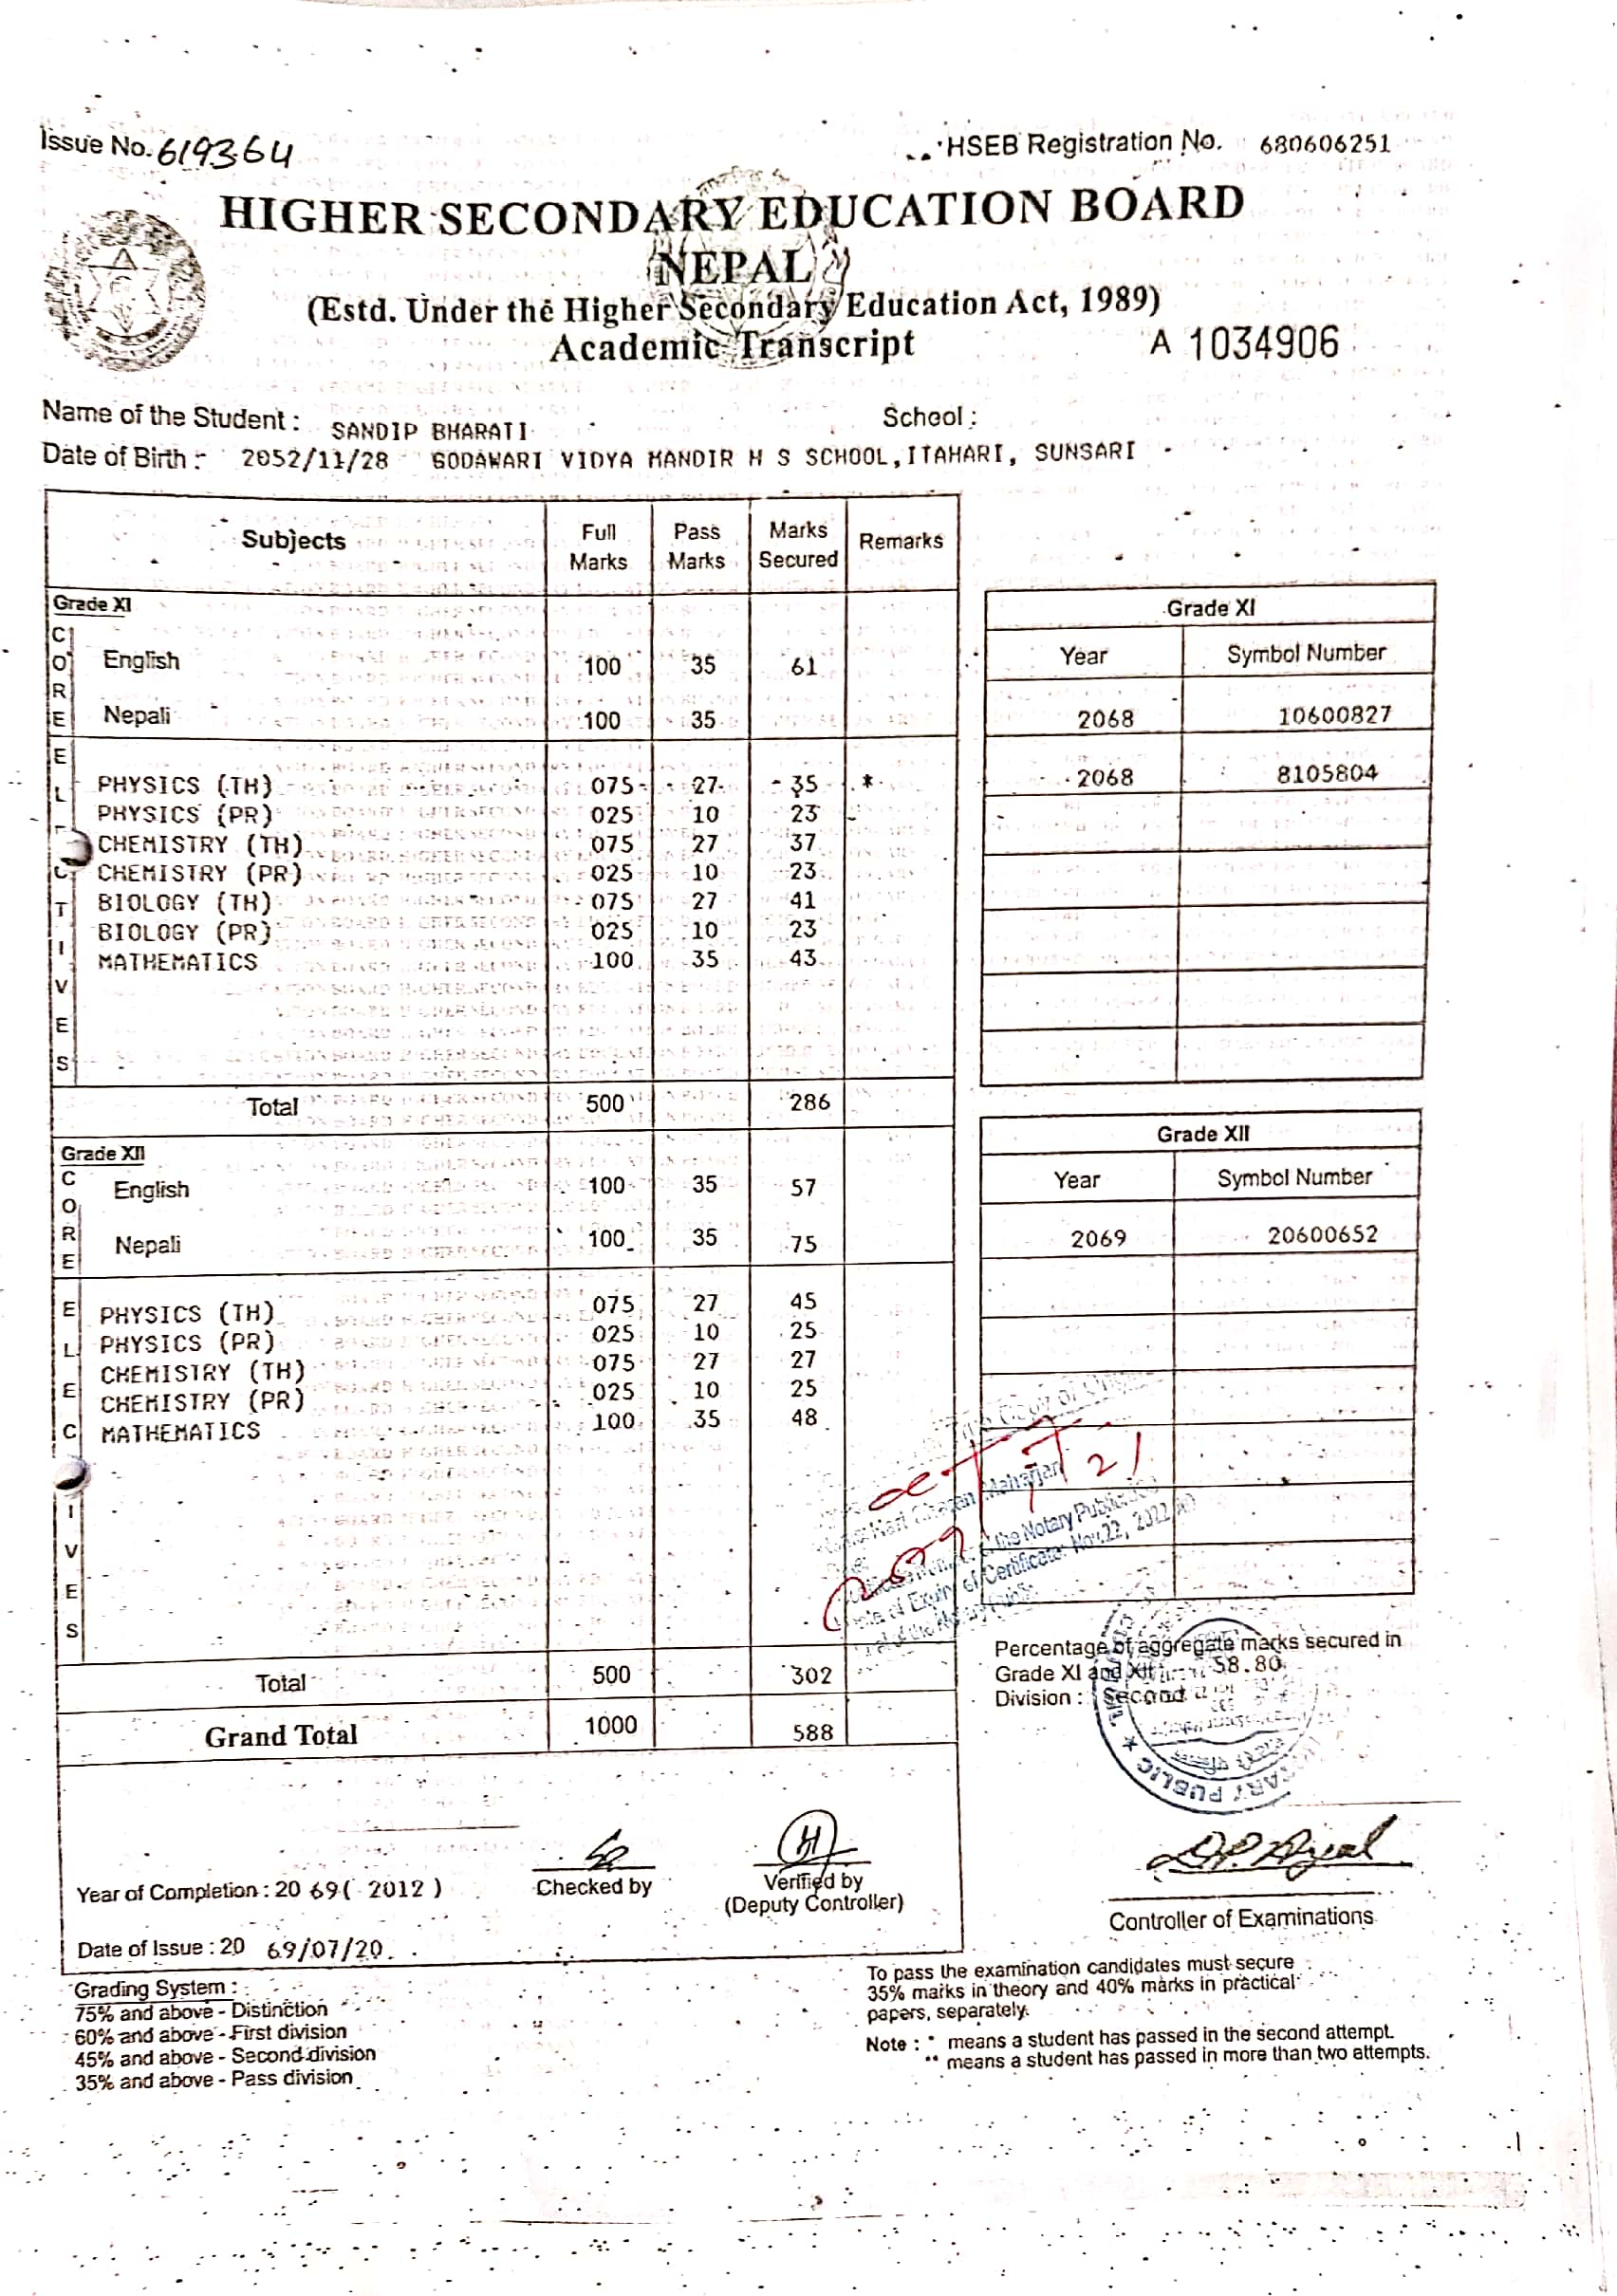 Issue No. 619364
HSEB Registration No. 680606251
HIGHER SECONDARY EDUCATION BOARD
NEPAL
(Estd. Under the Higher Secondary Education Act, 1989)
Academic Transcript
A 1034906
Name of the Student : SANDIP BHARATI School :
Date of Birth : 2052/11/28 GODAWARI VIDYA MANDIR H S SCHOOL, ITAHARI, SUNSARI
Subjects Full Marks Pass Marks Marks Secured Remarks
Grade XI
CORE
English 100 35 61
Nepali 100 35
ELECTIVES
PHYSICS (TH) 075 27 35 *
PHYSICS (PR) 025 10 23
CHEMISTRY (TH) 075 27 37
CHEMISTRY (PR) 025 10 23
BIOLOGY (TH) 075 27 41
BIOLOGY (PR) 025 10 23
MATHEMATICS 100 35 43
Total 500 286
Grade XII
CORE
English 100 35 57
Nepali 100 35 75
ELEC IVES
PHYSICS (TH) 075 27 45
PHYSICS (PR) 025 10 25
CHEMISTRY (TH) 075 27 27
CHEMISTRY (PR) 025 10 25
MATHEMATICS 100 35 48
Total 500 302
Grand Total 1000 588
Grade XI
Year Symbol Number
2068 10600827
2068 8105804
Grade XII
Year Symbol Number
2069 20600652
Copy of
Maharjan
the Notary Public
of Expiry of Certificate: Nov. 22, 2022
of the Notary
Percentage of aggregate marks secured in
Grade XI and XII 58.80
Division : Second
NOTARY PUBLIC
Year of Completion : 20 69 ( 2012 )
Checked by
Verified by
(Deputy Controller)
Controller of Examinations
Date of Issue : 20 69/07/20
Grading System :
75% and above - Distinction
60% and above - First division
45% and above - Second division
35% and above - Pass division
To pass the examination candidates must secure
35% marks in theory and 40% marks in practical
papers, separately.
Note : * means a student has passed in the second attempt.
** means a student has passed in more than two attempts.